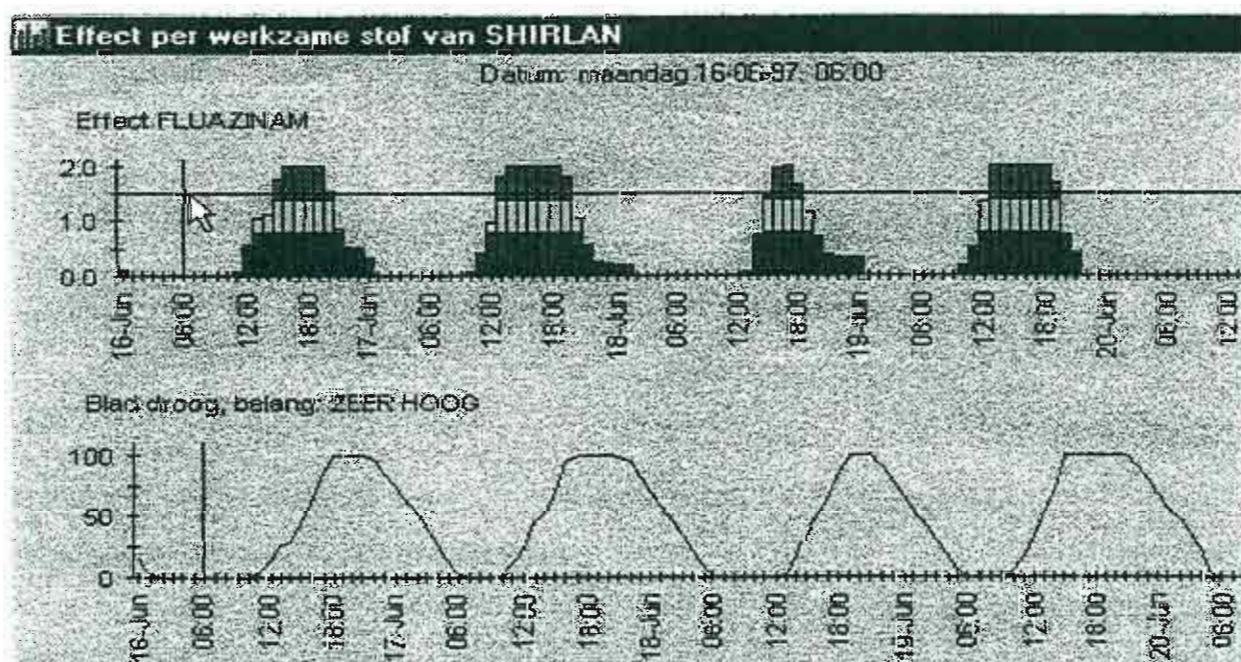 Effect per werkzame stof van SHIRLAN
Datum: maandag 16-06-97, 06:00
Effect FLUAZINAM
2.0
1.0
0.0
16-Jun 06:00 12:00 18:00 17-Jun 06:00 12:00 18:00 18-Jun 06:00 12:00 18:00 19-Jun 06:00 12:00 18:00 20-Jun 06:00 12:00
Blad droog, belang: ZEER HOOG
100
50
0
16-Jun 06:00 12:00 18:00 17-Jun 06:00 12:00 18:00 18-Jun 06:00 12:00 18:00 19-Jun 06:00 12:00 18:00 20-Jun 06:00